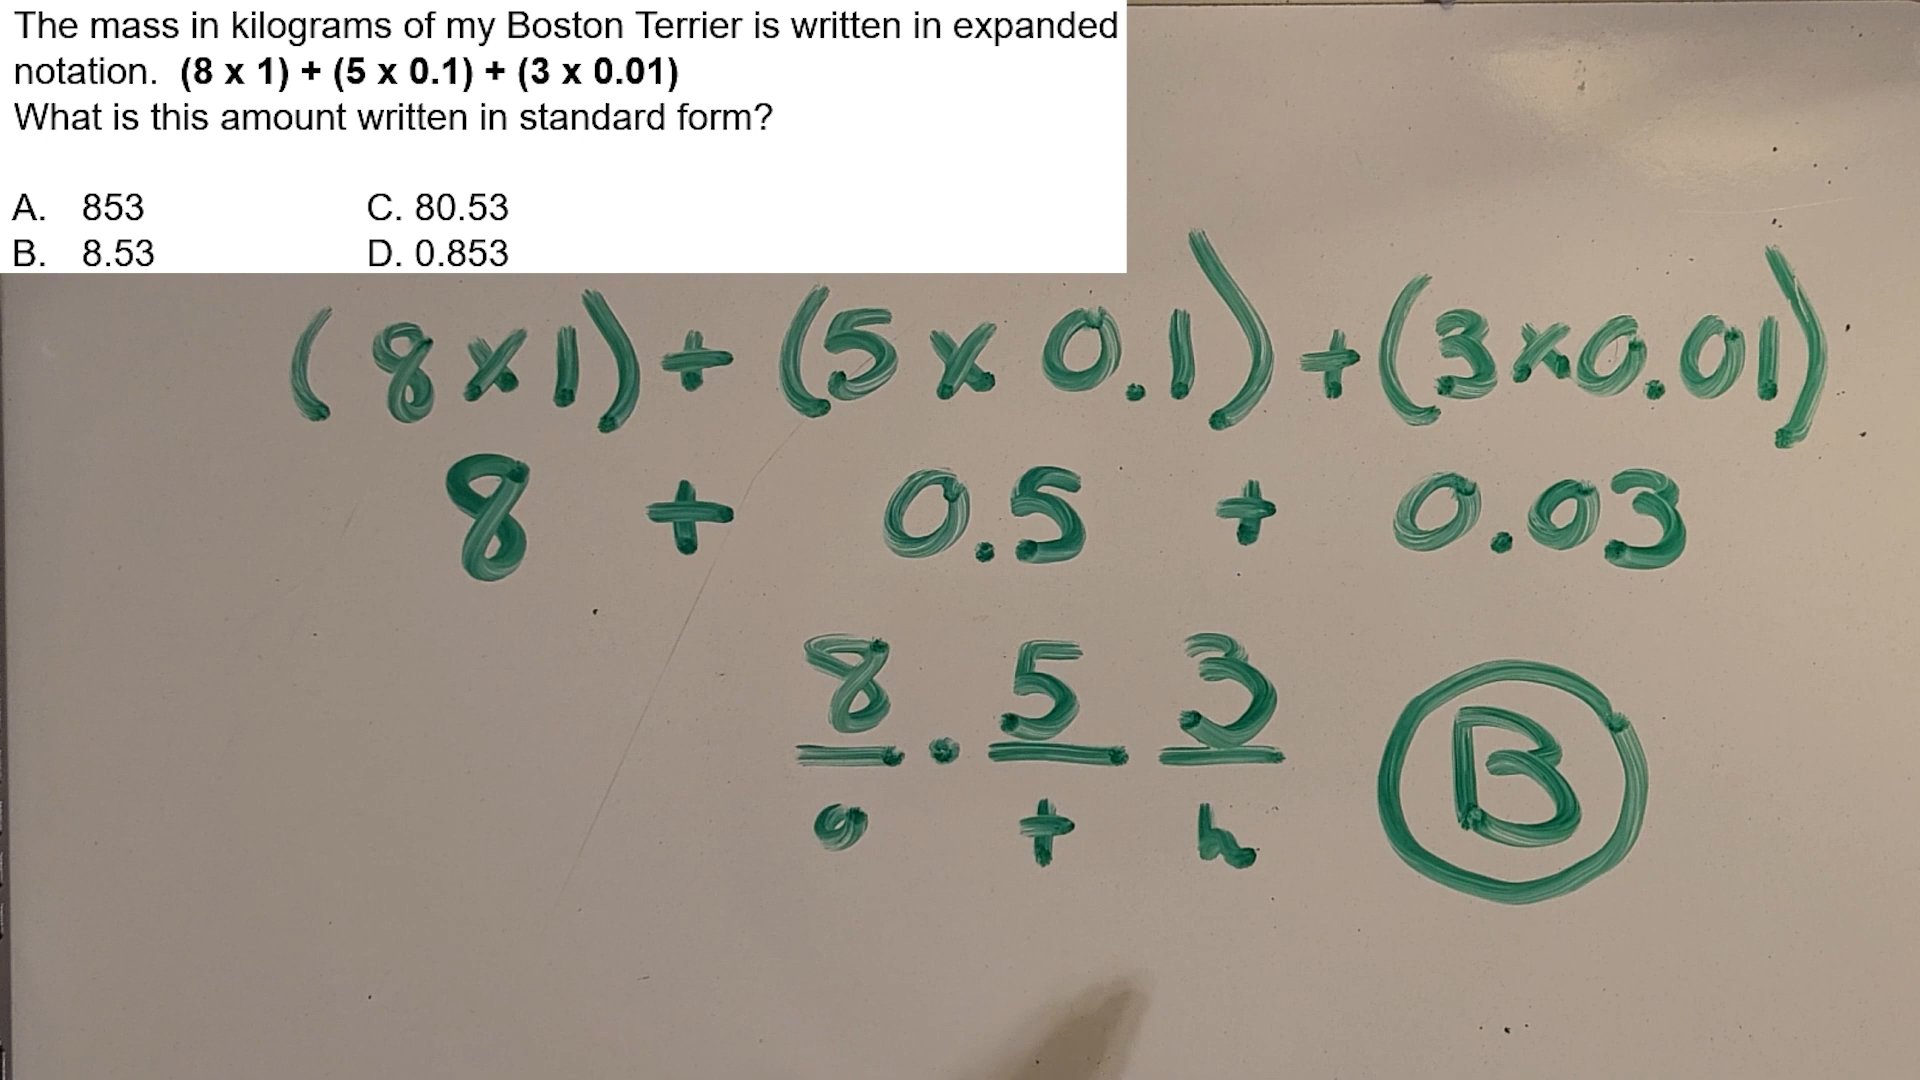 The mass in kilograms of my Boston Terrier is written in expanded
notation. (8 x 1) + (5 x 0.1) + (3 x 0.01)
What is this amount written in standard form?
A. 853 C. 80.53
B. 8.53 D. 0.853
(8x1)+(5x0.1)+(3x0.01)
8 + 0.5 + 0.03
8.53
o t h
B